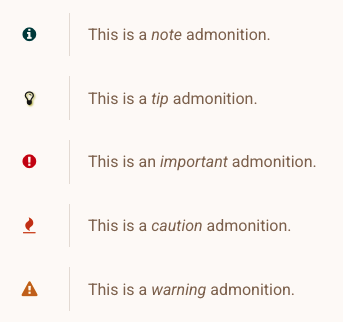 This is a note admonition.
This is a tip admonition.
This is an important admonition.
This is a caution admonition.
This is a warning admonition.